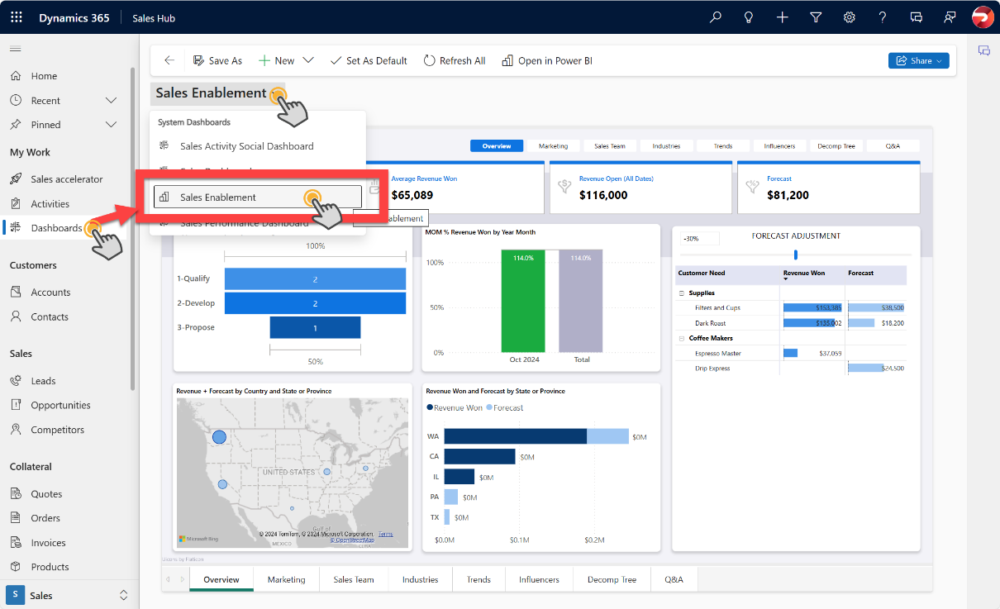 Dynamics 365
Sales Hub
Home
Recent
Pinned
My Work
Sales accelerator
Activities
Dashboards
Customers
Accounts
Contacts
Sales
Leads
Opportunities
Competitors
Collateral
Quotes
Orders
Invoices
Products
S Sales
Save As
New
Set As Default
Refresh All
Open in Power BI
Share
Sales Enablement
System Dashboards
Sales Activity Social Dashboard
Sales Enablement
Sales Performance Dashboard
Overview
Marketing
Sales Team
Industries
Trends
Influencers
Decomp Tree
Q&A
Average Revenue Won
$65,089
Revenue Open (All Dates)
$116,000
Forecast
$81,200
100%
1-Qualify
2
2-Develop
2
3-Propose
1
50%
MOM % Revenue Won by Year Month
100%
50%
0%
114.0%
114.0%
Oct 2024
Total
-30%
FORECAST ADJUSTMENT
Customer Need Revenue Won Forecast
Supplies
Filters and Cups $153,385 $38,500
Dark Roast $135,002 $18,200
Coffee Makers
Espresso Master $37,059
Drip Express $24,500
Revenue + Forecast by Country and State or Province
UNITED STATES
Gulf of
MEXICO
CUBA
Microsoft Bing
© 2024 TomTom, © 2024 Microsoft Corporation, Terms
© OpenStreetMap
Revenue Won and Forecast by State or Province
Revenue Won Forecast
WA $0M
CA $0M
IL $0M
PA $0M
TX $0M
$0.0M $0.1M $0.2M
Overview
Marketing
Sales Team
Industries
Trends
Influencers
Decomp Tree
Q&A